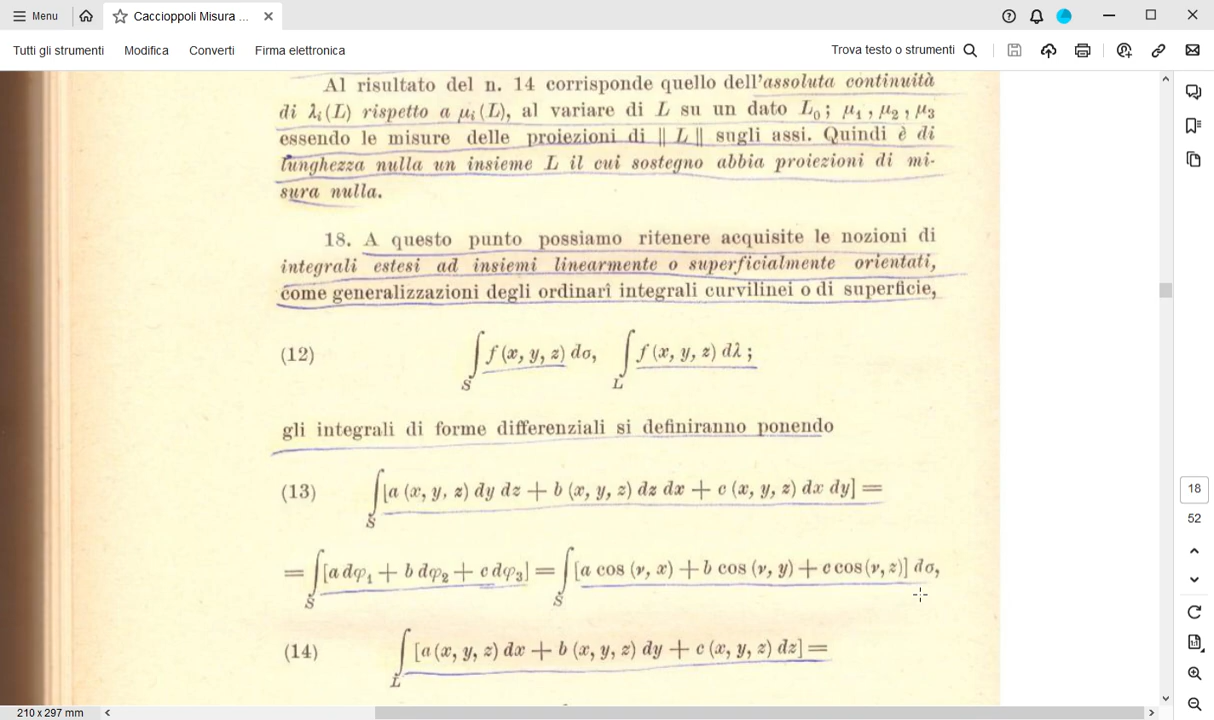 Menu
Caccioppoli Misura ...
Tutti gli strumenti Modifica Converti Firma elettronica
Trova testo o strumenti
Al risultato del n. 14 corrisponde quello dell'assoluta continuità
di λᵢ(L) rispetto a μᵢ(L), al variare di L su un dato L₀; μ₁, μ₂, μ₃
essendo le misure delle proiezioni di ‖ L ‖ sugli assi. Quindi è di
lunghezza nulla un insieme L il cui sostegno abbia proiezioni di mi-
sura nulla.
18. A questo punto possiamo ritenere acquisite le nozioni di
integrali estesi ad insiemi linearmente o superficialmente orientati,
come generalizzazioni degli ordinarî integrali curvilinei o di superficie,
(12) ∫_S f (x, y, z) dσ, ∫_L f (x, y, z) dλ ;
gli integrali di forme differenziali si definiranno ponendo
(13) ∫_S [a (x, y, z) dy dz + b (x, y, z) dz dx + c (x, y, z) dx dy] =
= ∫_S [a dφ₁ + b dφ₂ + c dφ₃] = ∫_S [a cos (ν, x) + b cos (ν, y) + c cos (ν, z)] dσ,
(14) ∫_L [a (x, y, z) dx + b (x, y, z) dy + c (x, y, z) dz] =
18
52
210 x 297 mm